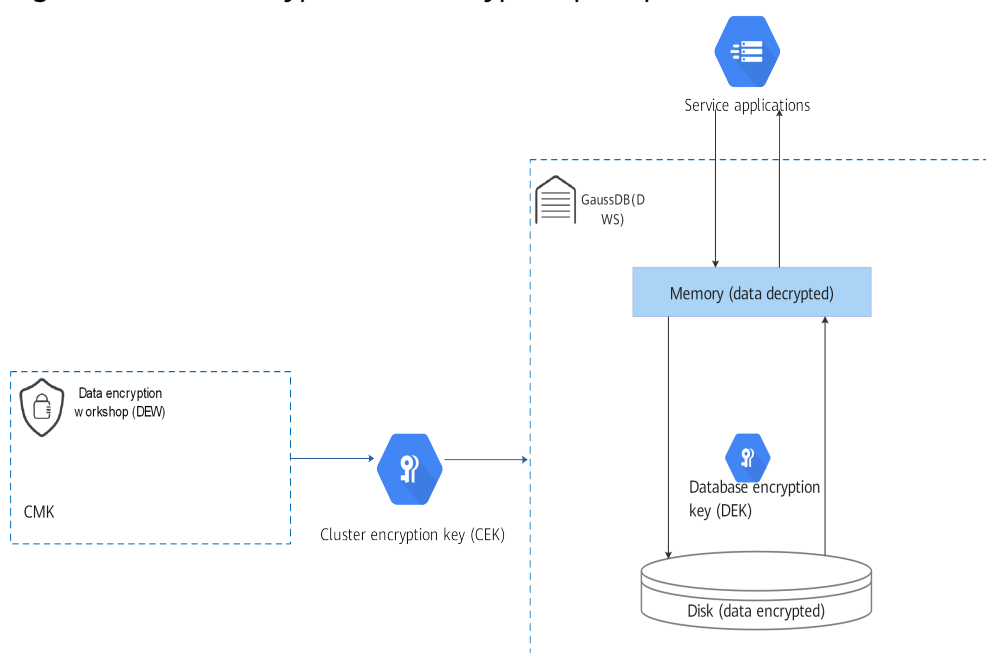 Service applications
GaussDB(D
WS)
Memory (data decrypted)
Data encryption
workshop (DEW)
CMK
Cluster encryption key (CEK)
Database encryption
key (DEK)
Disk (data encrypted)